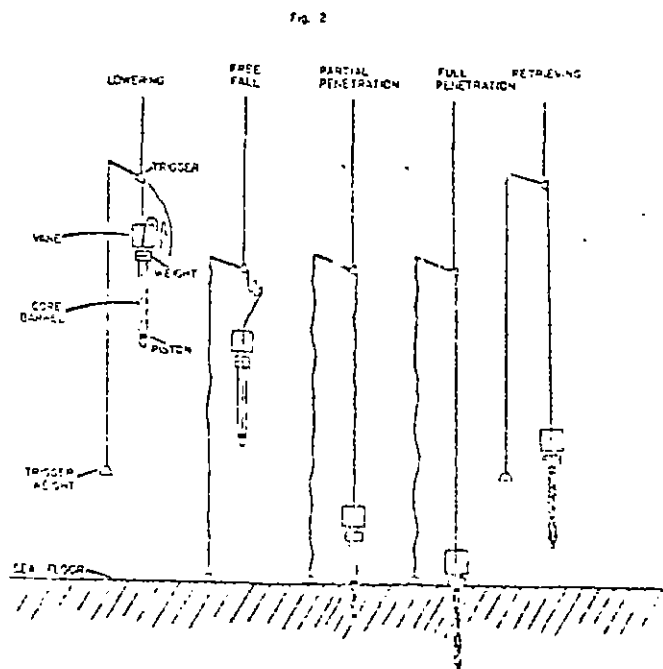 Fig. 2
LOWERING
FREE
FALL
PARTIAL
PENETRATION
FULL
PENETRATION
RETRIEVING
TRIGGER
VANE
WEIGHT
CORE
BARREL
PISTON
TRIGGER
WEIGHT
SEA FLOOR